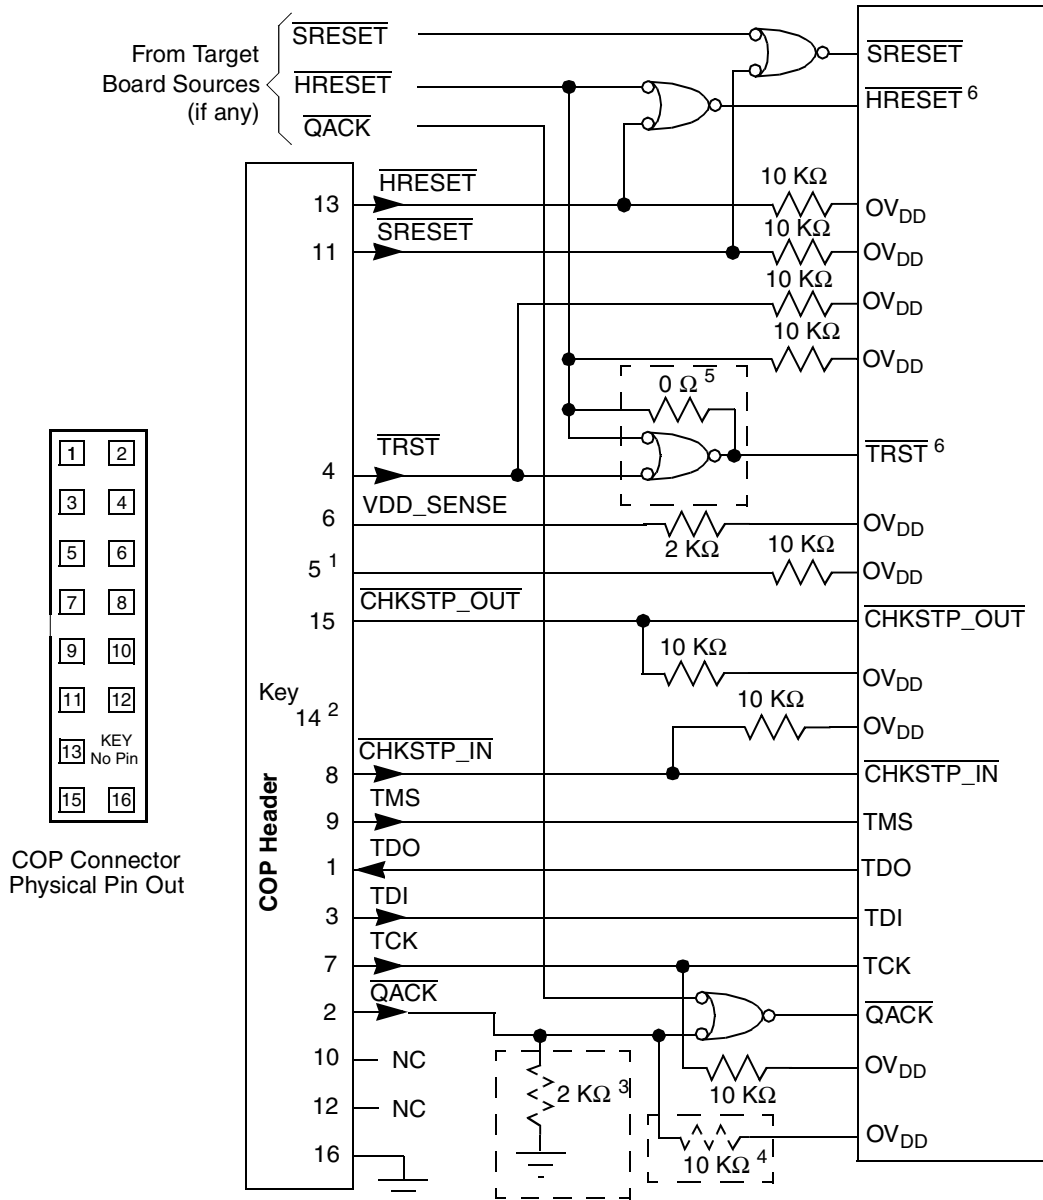 From Target
Board Sources
(if any)
SRESET
HRESET
QACK
SRESET
HRESET 6
13
HRESET
10 KΩ
OVDD
11
SRESET
10 KΩ
OVDD
10 KΩ
OVDD
10 KΩ
OVDD
0 Ω 5
4
TRST
TRST 6
6
VDD_SENSE
2 KΩ
OVDD
5 1
10 KΩ
OVDD
15
CHKSTP_OUT
CHKSTP_OUT
10 KΩ
OVDD
Key
14 2
10 KΩ
OVDD
8
CHKSTP_IN
CHKSTP_IN
9
TMS
TMS
1
TDO
TDO
3
TDI
TDI
7
TCK
TCK
2
QACK
QACK
10
NC
10 KΩ
OVDD
12
NC
2 KΩ 3
10 KΩ 4
OVDD
16
COP Header
1 2
3 4
5 6
7 8
9 10
11 12
13 KEY
No Pin
15 16
COP Connector
Physical Pin Out